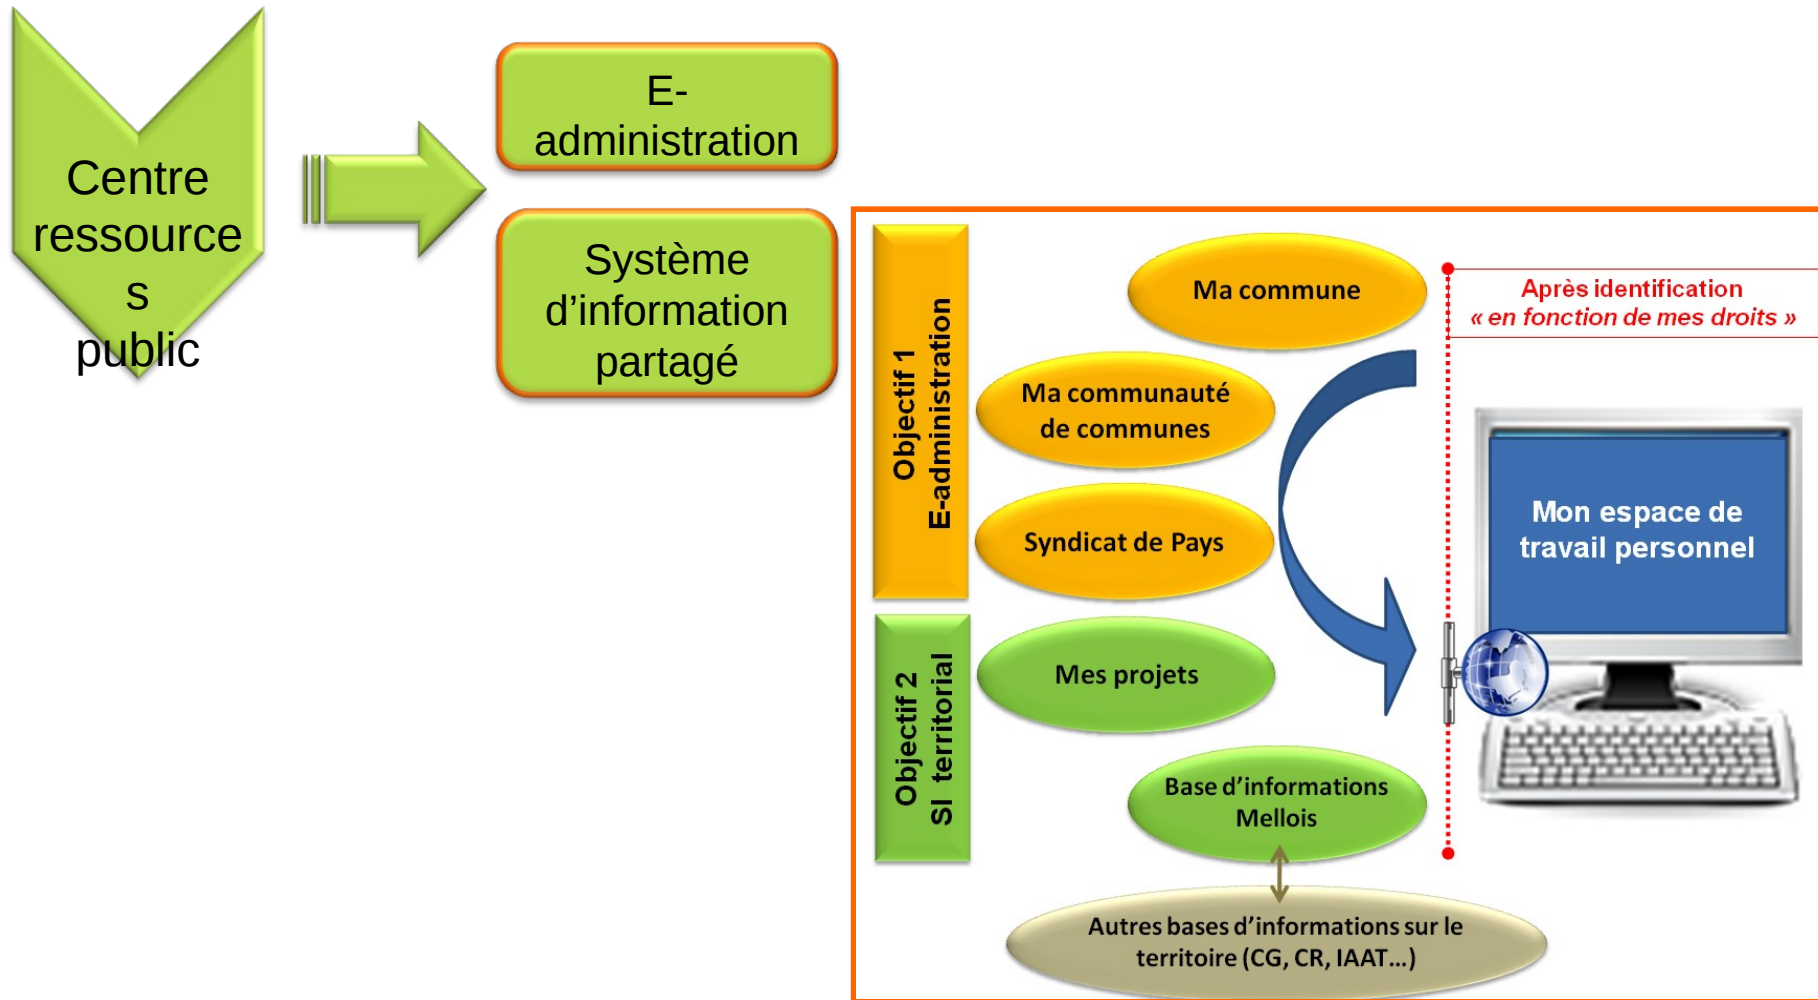 Centre
ressource
s
public
E-
administration
Système
d’information
partagé
Objectif 1
E-administration
Ma commune
Ma communauté
de communes
Syndicat de Pays
Après identification
« en fonction de mes droits »
Mon espace de
travail personnel
Objectif 2
SI territorial
Mes projets
Base d’informations
Mellois
Autres bases d’informations sur le
territoire (CG, CR, IAAT...)